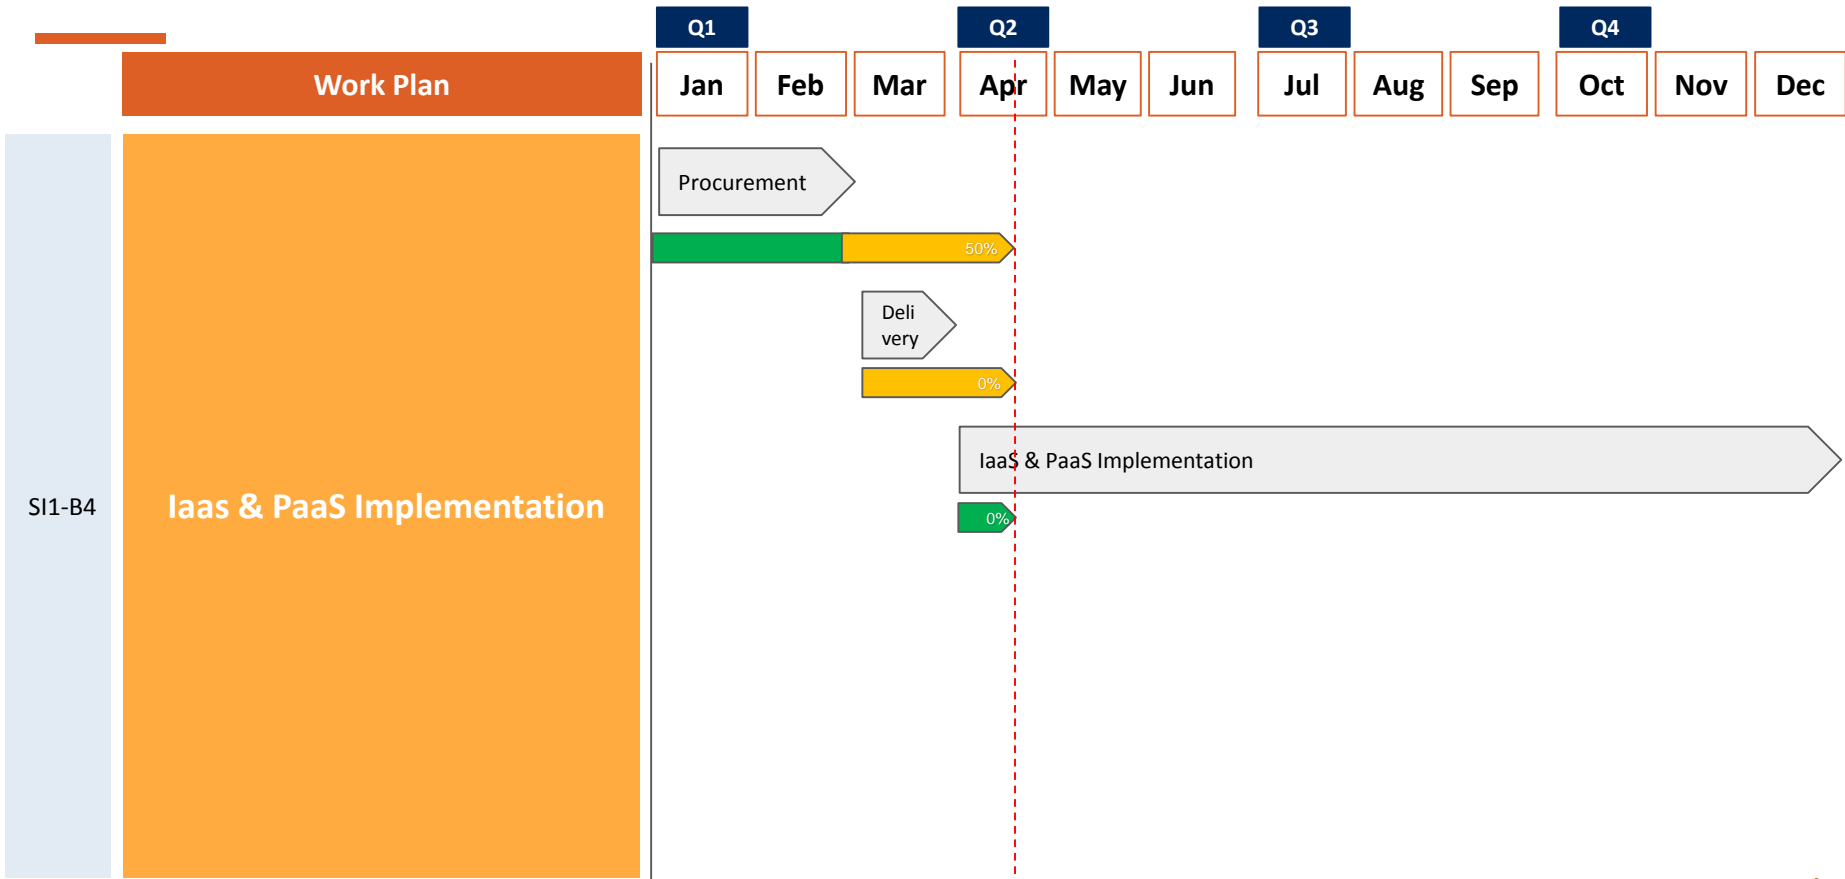 Q1 Q2 Q3 Q4
Work Plan Jan Feb Mar Apr May Jun Jul Aug Sep Oct Nov Dec
Procurement
50%
Deli
very
0%
IaaS & PaaS Implementation
SI1-B4 Iaas & PaaS Implementation
0%